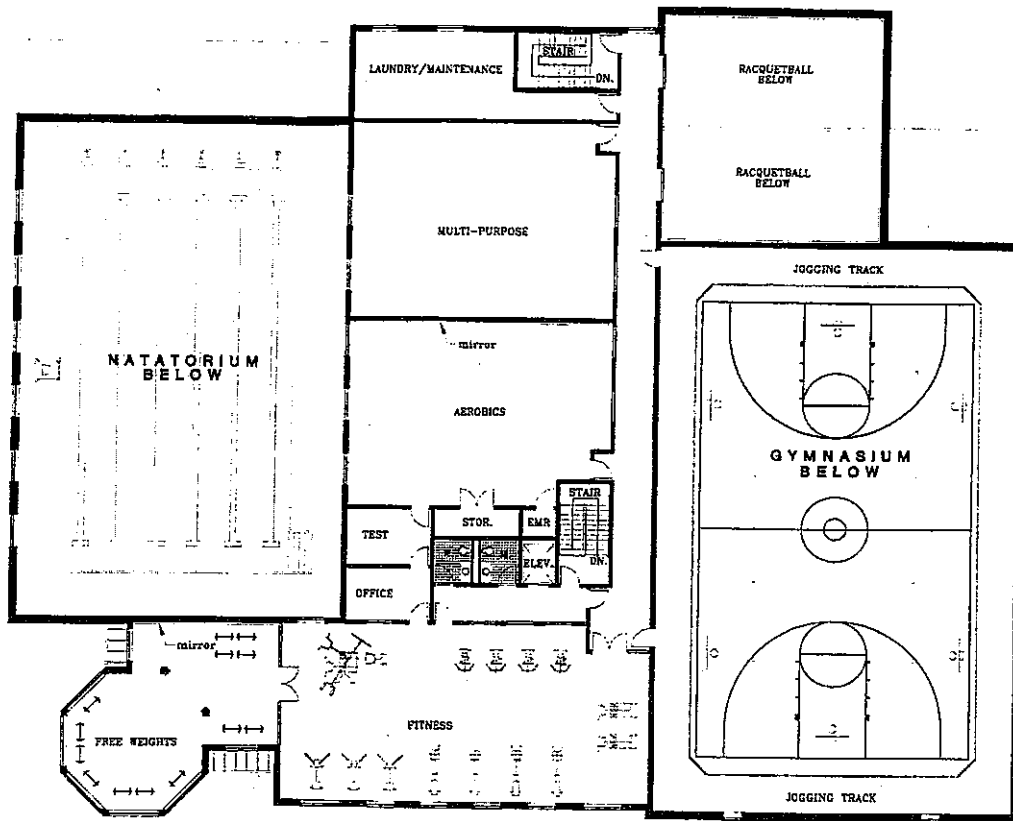 STAIR
LAUNDRY/MAINTENANCE
DN.
RACQUETBALL
BELOW
RACQUETBALL
BELOW
MULTI-PURPOSE
JOGGING TRACK
mirror
NATATORIUM
BELOW
AEROBICS
GYMNASIUM
BELOW
STAIR
STOR.
EMR
TEST
ELEV.
DN.
OFFICE
mirror
FITNESS
FREE WEIGHTS
JOGGING TRACK